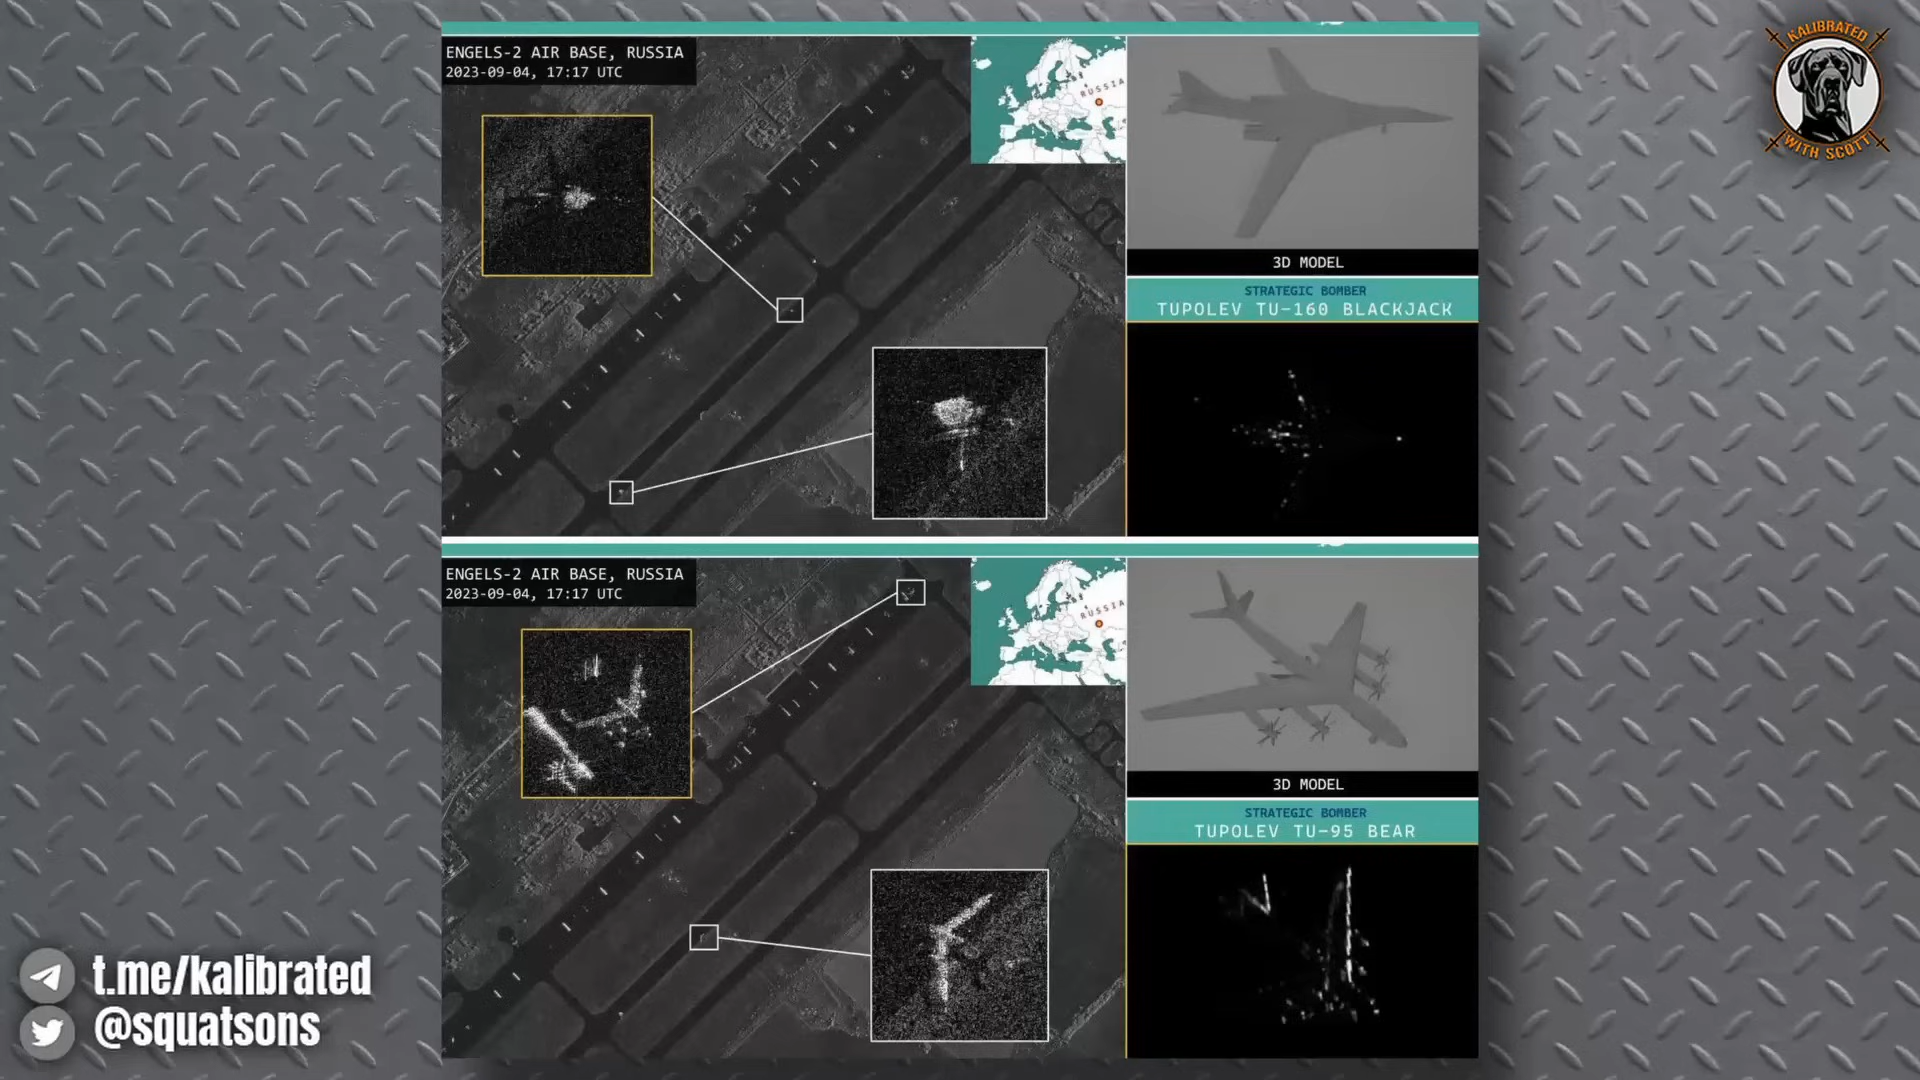 ENGELS-2 AIR BASE, RUSSIA
2023-09-04, 17:17 UTC
RUSSIA
3D MODEL
STRATEGIC BOMBER
TUPOLEV TU-160 BLACKJACK
ENGELS-2 AIR BASE, RUSSIA
2023-09-04, 17:17 UTC
RUSSIA
3D MODEL
STRATEGIC BOMBER
TUPOLEV TU-95 BEAR
KALIBRATED
WITH SCOTT
t.me/kalibrated
@squatsons